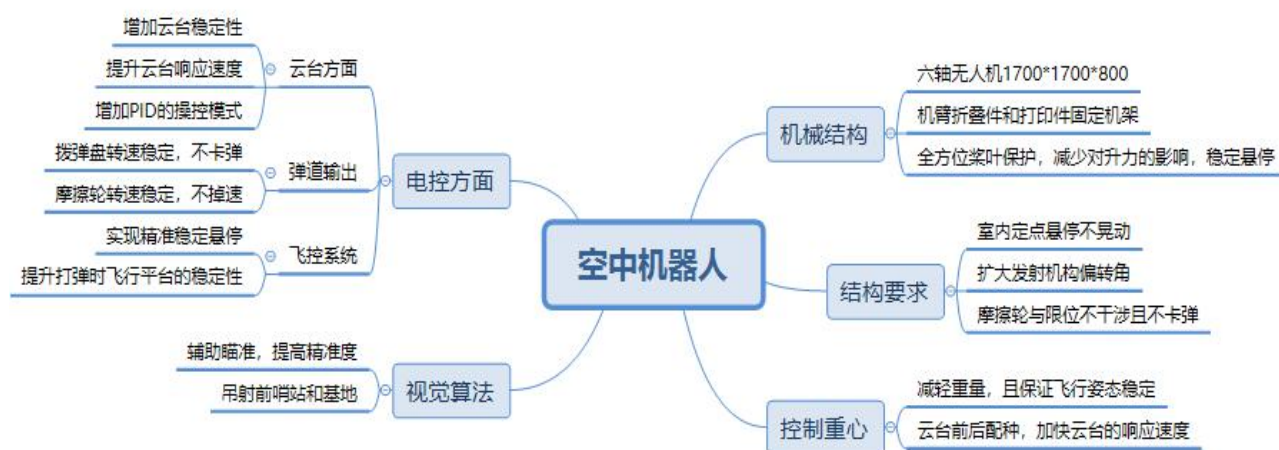 空中机器人
电控方面
云台方面
增加云台稳定性
提升云台响应速度
增加PID的操控模式
弹道输出
拨弹盘转速稳定，不卡弹
摩擦轮转速稳定，不掉速
飞控系统
实现精准稳定悬停
提升打弹时飞行平台的稳定性
视觉算法
辅助瞄准，提高精准度
吊射前哨站和基地
机械结构
六轴无人机1700*1700*800
机臂折叠件和打印件固定机架
全方位桨叶保护，减少对升力的影响，稳定悬停
结构要求
室内定点悬停不晃动
扩大发射机构偏转角
摩擦轮与限位不干涉且不卡弹
控制重心
减轻重量，且保证飞行姿态稳定
云台前后配种，加快云台的响应速度